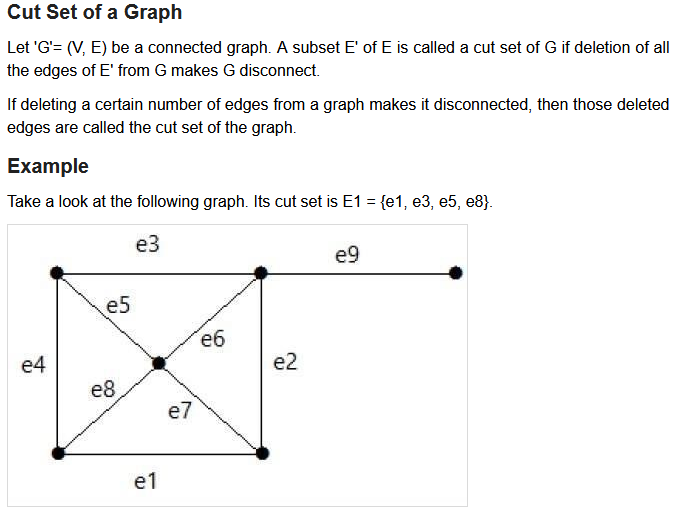 Cut Set of a Graph
Let 'G'= (V, E) be a connected graph. A subset E' of E is called a cut set of G if deletion of all
the edges of E' from G makes G disconnect.
If deleting a certain number of edges from a graph makes it disconnected, then those deleted
edges are called the cut set of the graph.
Example
Take a look at the following graph. Its cut set is E1 = {e1, e3, e5, e8}.
e3
e9
e5
e6
e4
e2
e8
e7
e1